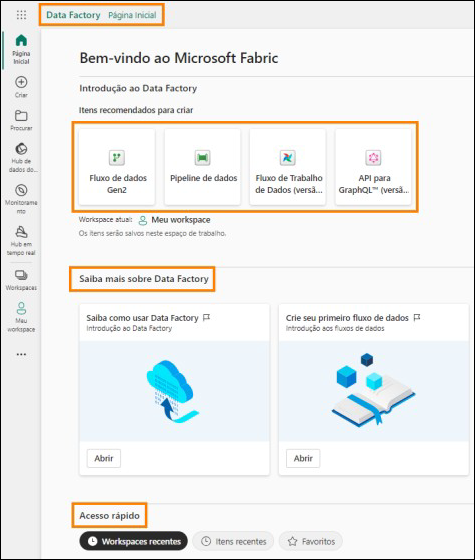 Data Factory Página Inicial
Página
Inicial
Criar
Procurar
Hub de
dados do...
Monitorame
nto
Hub em
tempo real
Workspaces
Meu
workspace
Bem-vindo ao Microsoft Fabric
Introdução ao Data Factory
Itens recomendados para criar
Fluxo de dados
Gen2
Pipeline de dados
Fluxo de Trabalho
de Dados (versã...
API para
GraphQL™ (versã...
Workspace atual: Meu workspace
Os itens serão salvos neste espaço de trabalho.
Saiba mais sobre Data Factory
Saiba como usar Data Factory
Introdução ao Data Factory
Abrir
Crie seu primeiro fluxo de dados
Introdução aos fluxos de dados
Abrir
Acesso rápido
Workspaces recentes
Itens recentes
Favoritos